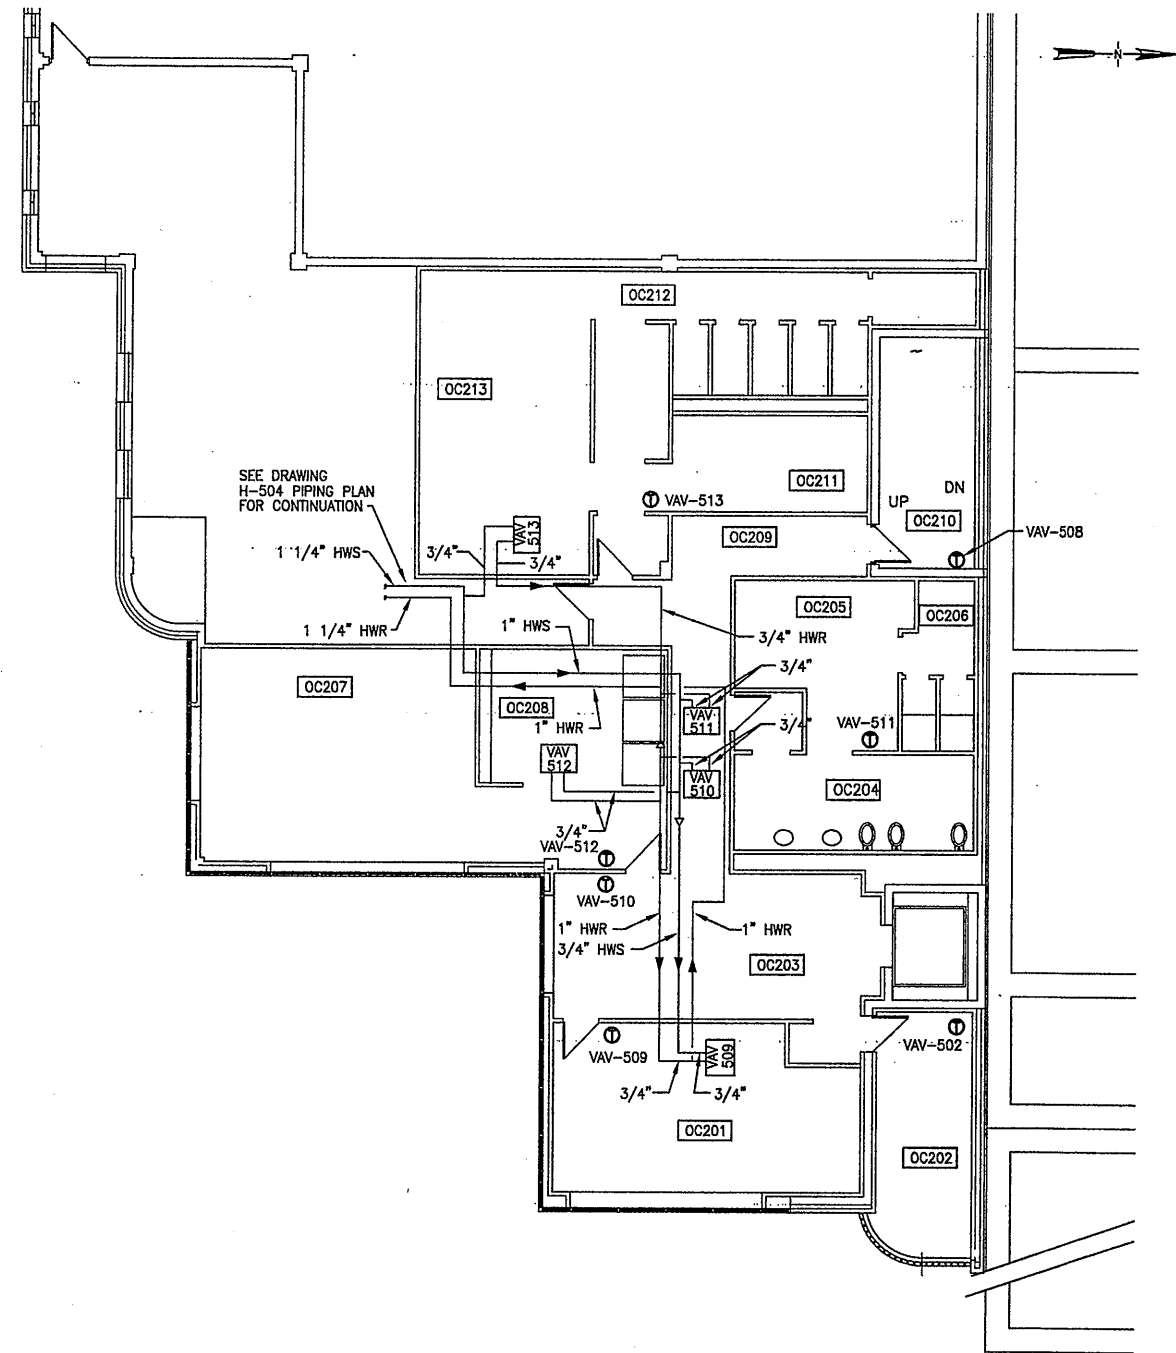 N
OC212
OC213
SEE DRAWING
H-504 PIPING PLAN
FOR CONTINUATION
OC211
VAV-513
UP
DN
OC210
OC209
VAV-508
VAV
513
3/4"
3/4"
1 1/4" HWS
1 1/4" HWR
1" HWS
3/4" HWR
OC205
OC206
OC207
OC208
3/4"
1" HWR
VAV
511
3/4"
VAV-511
VAV
512
VAV
510
OC204
3/4"
VAV-512
VAV-510
1" HWR
3/4" HWS
1" HWR
OC203
VAV-509
VAV
509
VAV-502
3/4"
3/4"
OC201
OC202